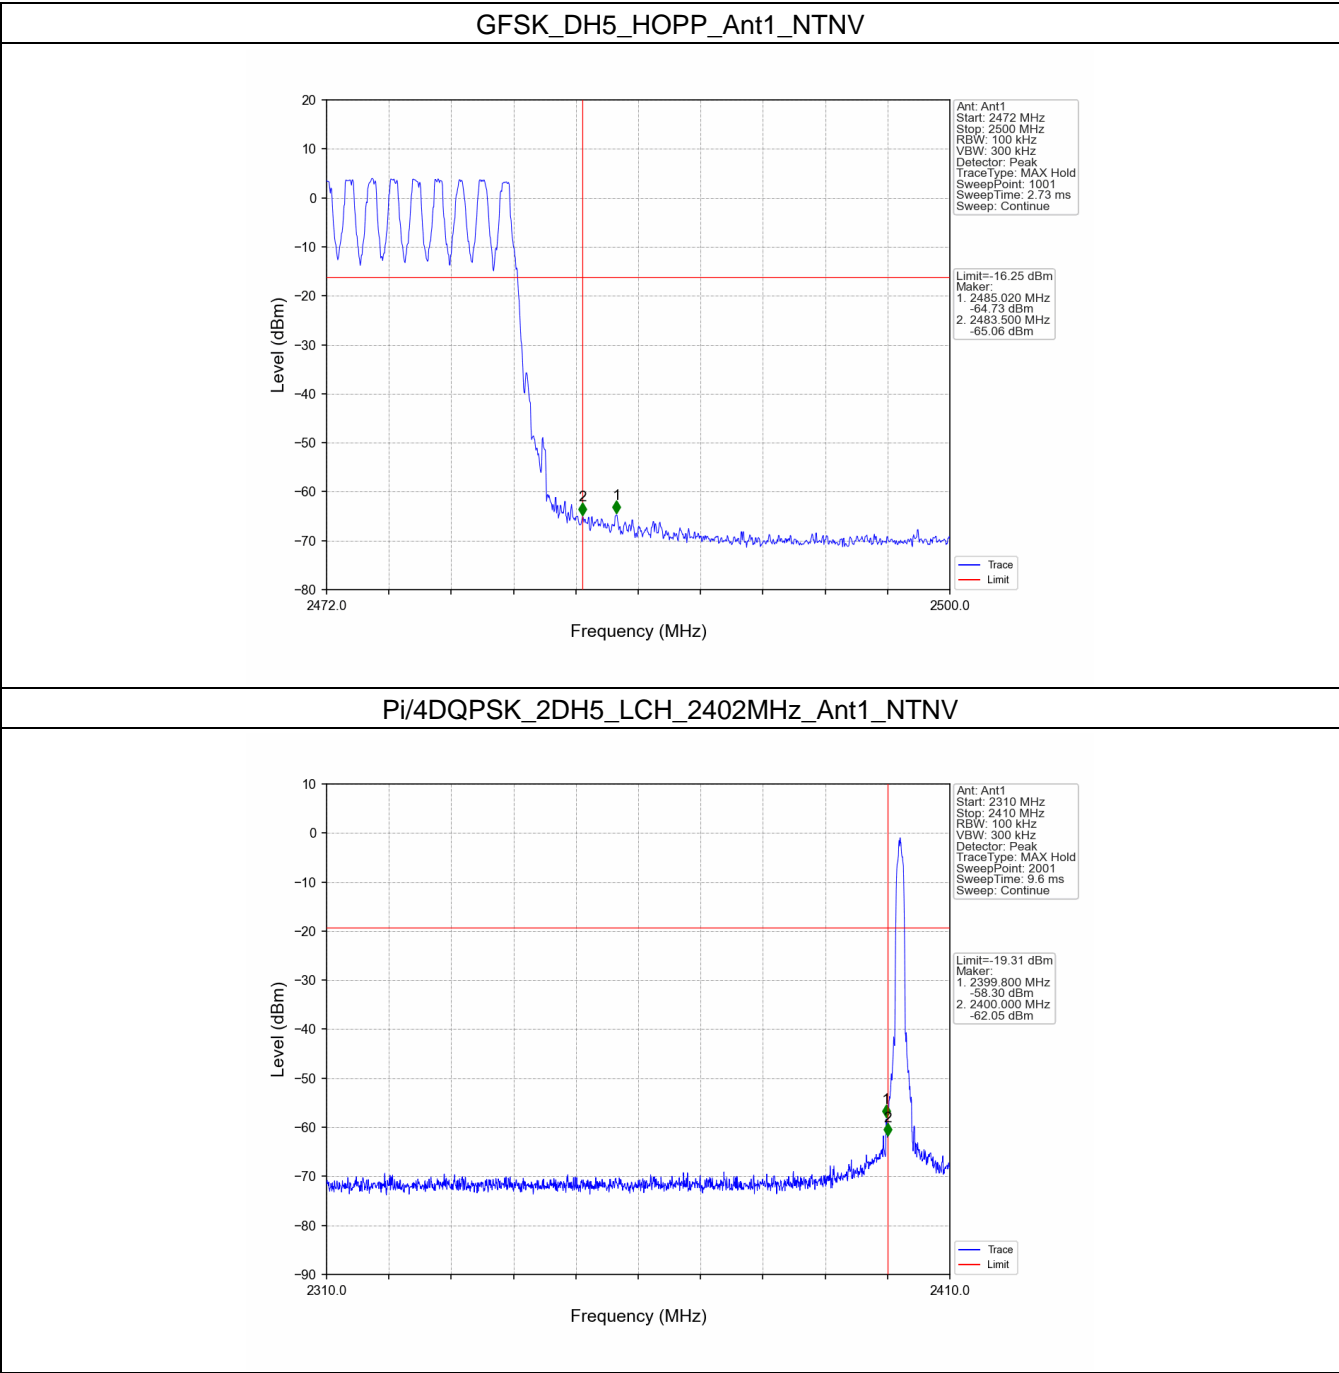 GFSK_DH5_HOPP_Ant1_NTNV
20
10
0
−10
−20
−30
−40
−50
−60
−70
−80
Level (dBm)
2472.0
2500.0
Frequency (MHz)
2
1
Ant: Ant1
Start: 2472 MHz
Stop: 2500 MHz
RBW: 100 kHz
VBW: 300 kHz
Detector: Peak
TraceType: MAX Hold
SweepPoint: 1001
SweepTime: 2.73 ms
Sweep: Continue
Limit=-16.25 dBm
Maker:
1. 2485.020 MHz
-64.73 dBm
2. 2483.500 MHz
-65.06 dBm
Trace
Limit
Pi/4DQPSK_2DH5_LCH_2402MHz_Ant1_NTNV
10
0
−10
−20
−30
−40
−50
−60
−70
−80
−90
Level (dBm)
2310.0
2410.0
Frequency (MHz)
1
2
Ant: Ant1
Start: 2310 MHz
Stop: 2410 MHz
RBW: 100 kHz
VBW: 300 kHz
Detector: Peak
TraceType: MAX Hold
SweepPoint: 2001
SweepTime: 9.6 ms
Sweep: Continue
Limit=-19.31 dBm
Maker:
1. 2399.800 MHz
-58.30 dBm
2. 2400.000 MHz
-62.05 dBm
Trace
Limit